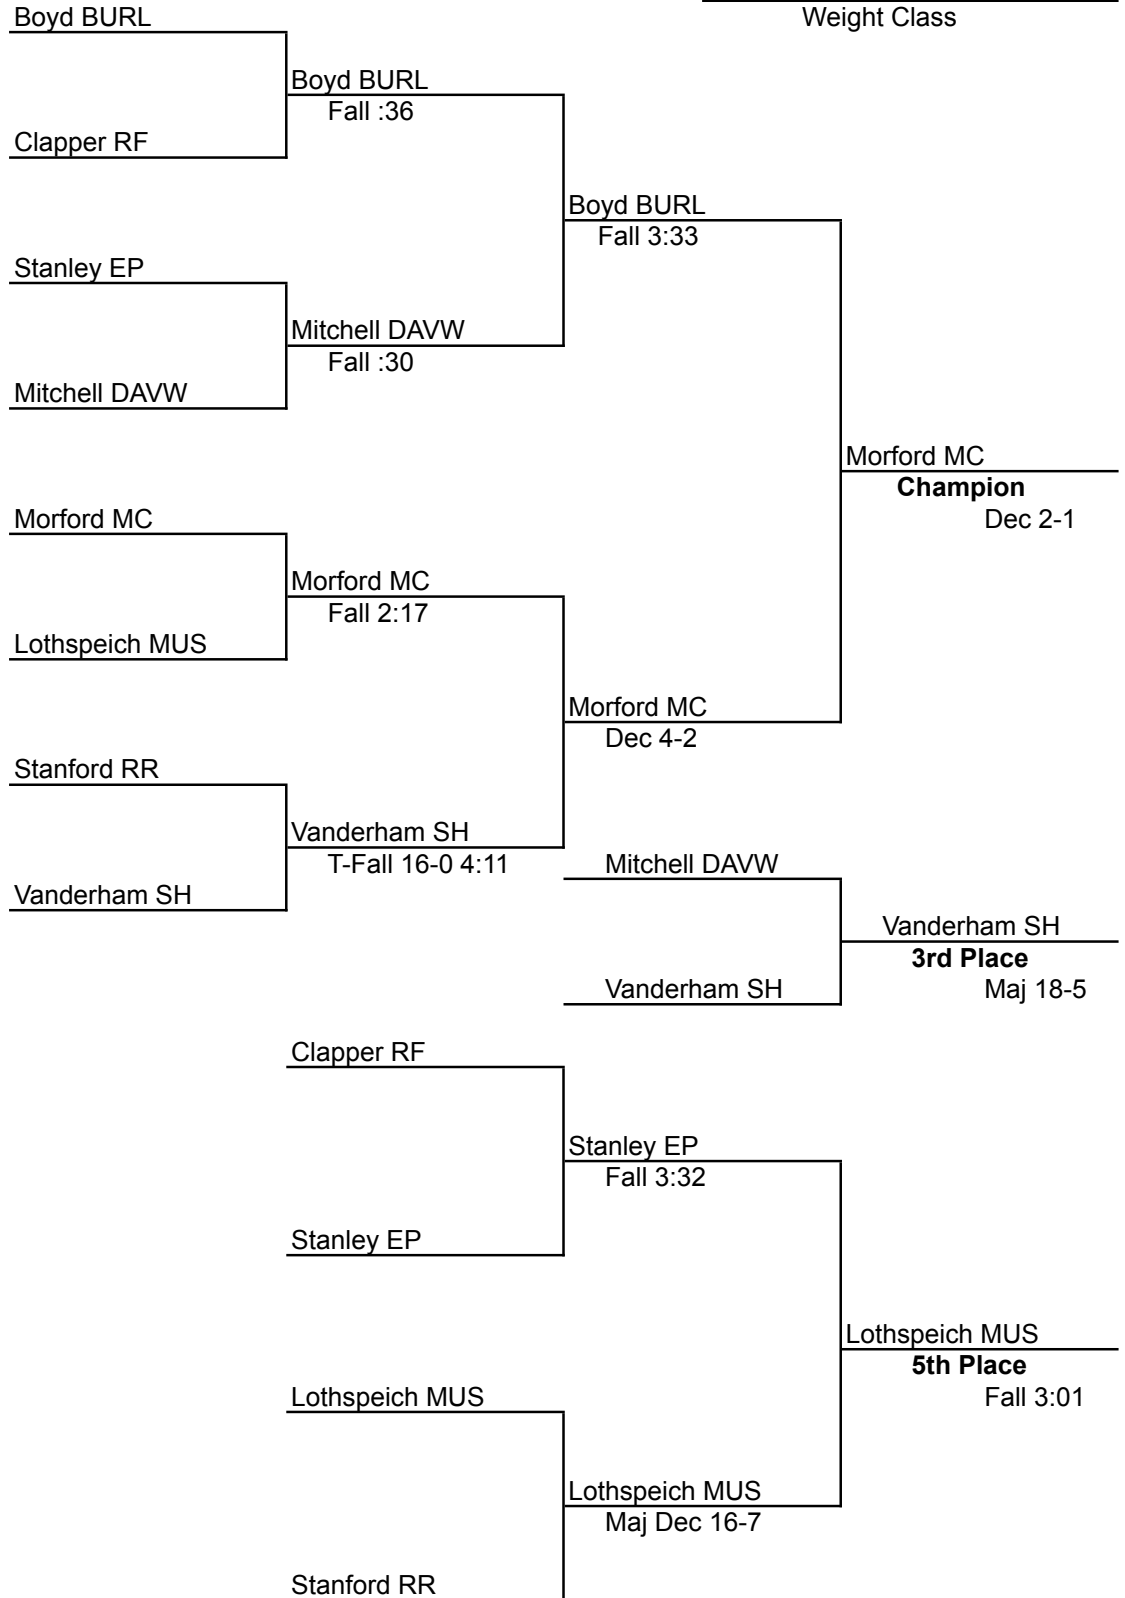 Boyd BURL
Weight Class
Boyd BURL
Fall :36
Clapper RF
Boyd BURL
Fall 3:33
Stanley EP
Mitchell DAVW
Fall :30
Mitchell DAVW
Morford MC
Champion
Dec 2-1
Morford MC
Morford MC
Fall 2:17
Lothspeich MUS
Morford MC
Dec 4-2
Stanford RR
Vanderham SH
T-Fall 16-0 4:11
Mitchell DAVW
Vanderham SH
Vanderham SH
3rd Place
Maj 18-5
Vanderham SH
Clapper RF
Stanley EP
Fall 3:32
Stanley EP
Lothspeich MUS
5th Place
Fall 3:01
Lothspeich MUS
Lothspeich MUS
Maj Dec 16-7
Stanford RR